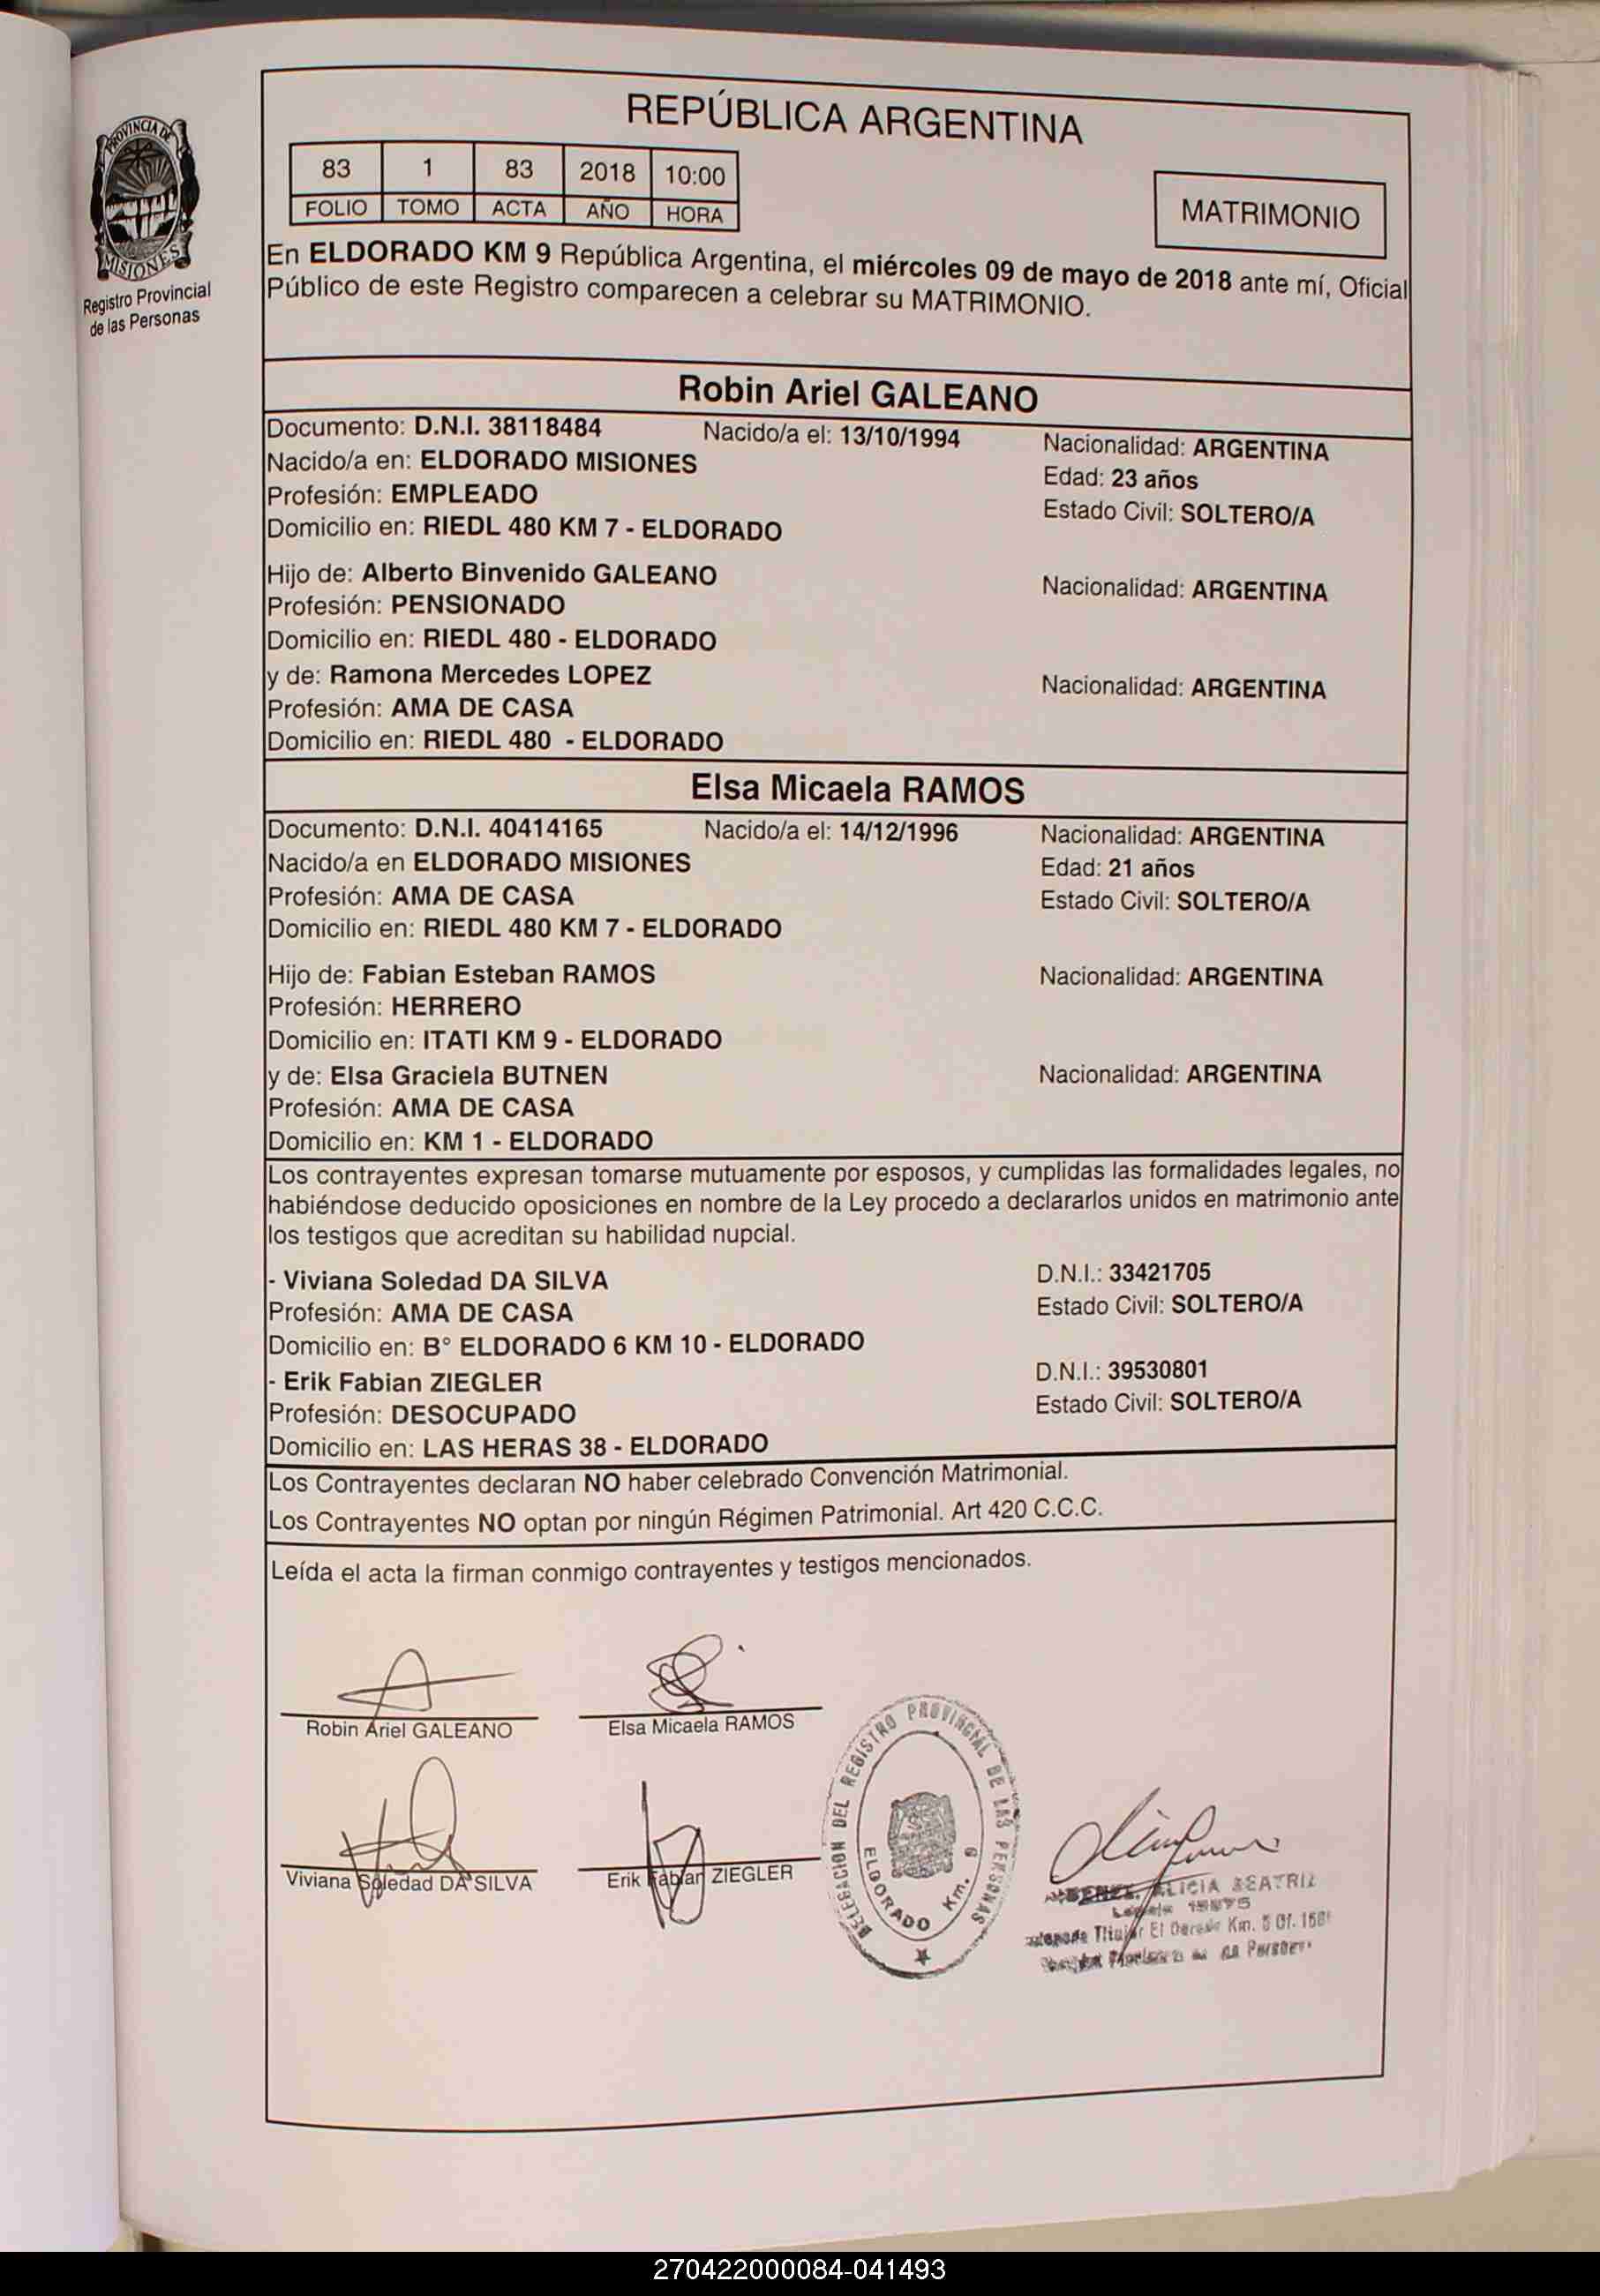 REPÚBLICA ARGENTINA
83 1 83 2018 10:00
FOLIO TOMO ACTA AÑO HORA
MATRIMONIO
PROVINCIA DE
MISIONES
Registro Provincial
de las Personas
En ELDORADO KM 9 República Argentina, el miércoles 09 de mayo de 2018 ante mí, Oficial
Público de este Registro comparecen a celebrar su MATRIMONIO.
Robin Ariel GALEANO
Documento: D.N.I. 38118484 Nacido/a el: 13/10/1994 Nacionalidad: ARGENTINA
Nacido/a en: ELDORADO MISIONES Edad: 23 años
Profesión: EMPLEADO Estado Civil: SOLTERO/A
Domicilio en: RIEDL 480 KM 7 - ELDORADO
Hijo de: Alberto Binvenido GALEANO Nacionalidad: ARGENTINA
Profesión: PENSIONADO
Domicilio en: RIEDL 480 - ELDORADO
y de: Ramona Mercedes LOPEZ Nacionalidad: ARGENTINA
Profesión: AMA DE CASA
Domicilio en: RIEDL 480 - ELDORADO
Elsa Micaela RAMOS
Documento: D.N.I. 40414165 Nacido/a el: 14/12/1996 Nacionalidad: ARGENTINA
Nacido/a en ELDORADO MISIONES Edad: 21 años
Profesión: AMA DE CASA Estado Civil: SOLTERO/A
Domicilio en: RIEDL 480 KM 7 - ELDORADO
Hijo de: Fabian Esteban RAMOS Nacionalidad: ARGENTINA
Profesión: HERRERO
Domicilio en: ITATI KM 9 - ELDORADO
y de: Elsa Graciela BUTNEN Nacionalidad: ARGENTINA
Profesión: AMA DE CASA
Domicilio en: KM 1 - ELDORADO
Los contrayentes expresan tomarse mutuamente por esposos, y cumplidas las formalidades legales, no
habiéndose deducido oposiciones en nombre de la Ley procedo a declararlos unidos en matrimonio ante
los testigos que acreditan su habilidad nupcial.
- Viviana Soledad DA SILVA D.N.I.: 33421705
Profesión: AMA DE CASA Estado Civil: SOLTERO/A
Domicilio en: B° ELDORADO 6 KM 10 - ELDORADO
- Erik Fabian ZIEGLER D.N.I.: 39530801
Profesión: DESOCUPADO Estado Civil: SOLTERO/A
Domicilio en: LAS HERAS 38 - ELDORADO
Los Contrayentes declaran NO haber celebrado Convención Matrimonial.
Los Contrayentes NO optan por ningún Régimen Patrimonial. Art 420 C.C.C.
Leída el acta la firman conmigo contrayentes y testigos mencionados.
Robin Ariel GALEANO Elsa Micaela RAMOS
Viviana Soledad DA SILVA Erik Fabian ZIEGLER
DELEGACION DEL REGISTRO PROVINCIAL DE LAS PERSONAS
ELDORADO Km. 9
ALICIA BEATRIZ
Titular El Dorado Km.
270422000084-041493